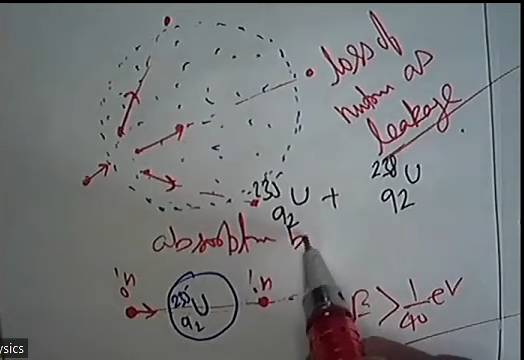 loss of
neutron as
leakage
235
92 U + 238
92 U
absorption b
1
0 n
235
92 U
1
0 n
E > 1/40 eV
ysics